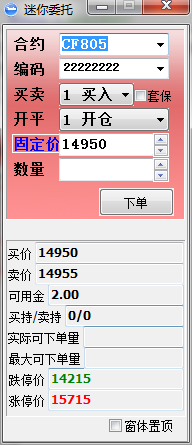 迷你委托
合约 CF805
编码 22222222
买卖 1 买入 套保
开平 1 开仓
固定价 14950
数量
下单
买价 14950
卖价 14955
可用金 2.00
买持/卖持 0/0
实际可下单量
最大可下单量
跌停价 14215
涨停价 15715
窗体置顶